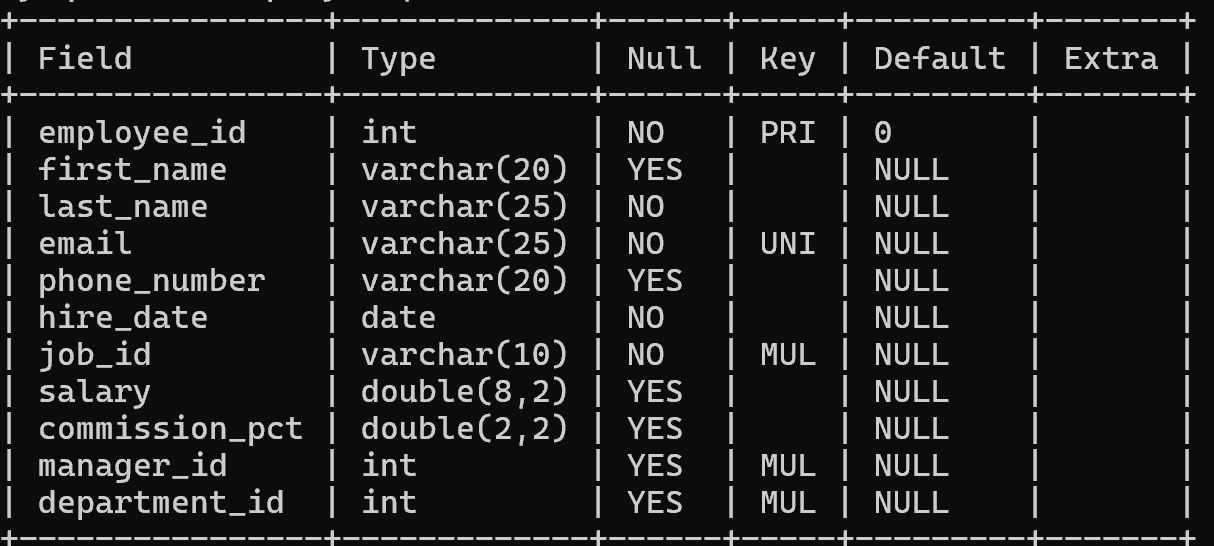 +----------------+-------------+------+-----+---------+-------+
| Field          | Type        | Null | Key | Default | Extra |
+----------------+-------------+------+-----+---------+-------+
| employee_id    | int         | NO   | PRI | 0       |       |
| first_name     | varchar(20) | YES  |     | NULL    |       |
| last_name      | varchar(25) | NO   |     | NULL    |       |
| email          | varchar(25) | NO   | UNI | NULL    |       |
| phone_number   | varchar(20) | YES  |     | NULL    |       |
| hire_date      | date        | NO   |     | NULL    |       |
| job_id         | varchar(10) | NO   | MUL | NULL    |       |
| salary         | double(8,2) | YES  |     | NULL    |       |
| commission_pct | double(2,2) | YES  |     | NULL    |       |
| manager_id     | int         | YES  | MUL | NULL    |       |
| department_id  | int         | YES  | MUL | NULL    |       |
+----------------+-------------+------+-----+---------+-------+